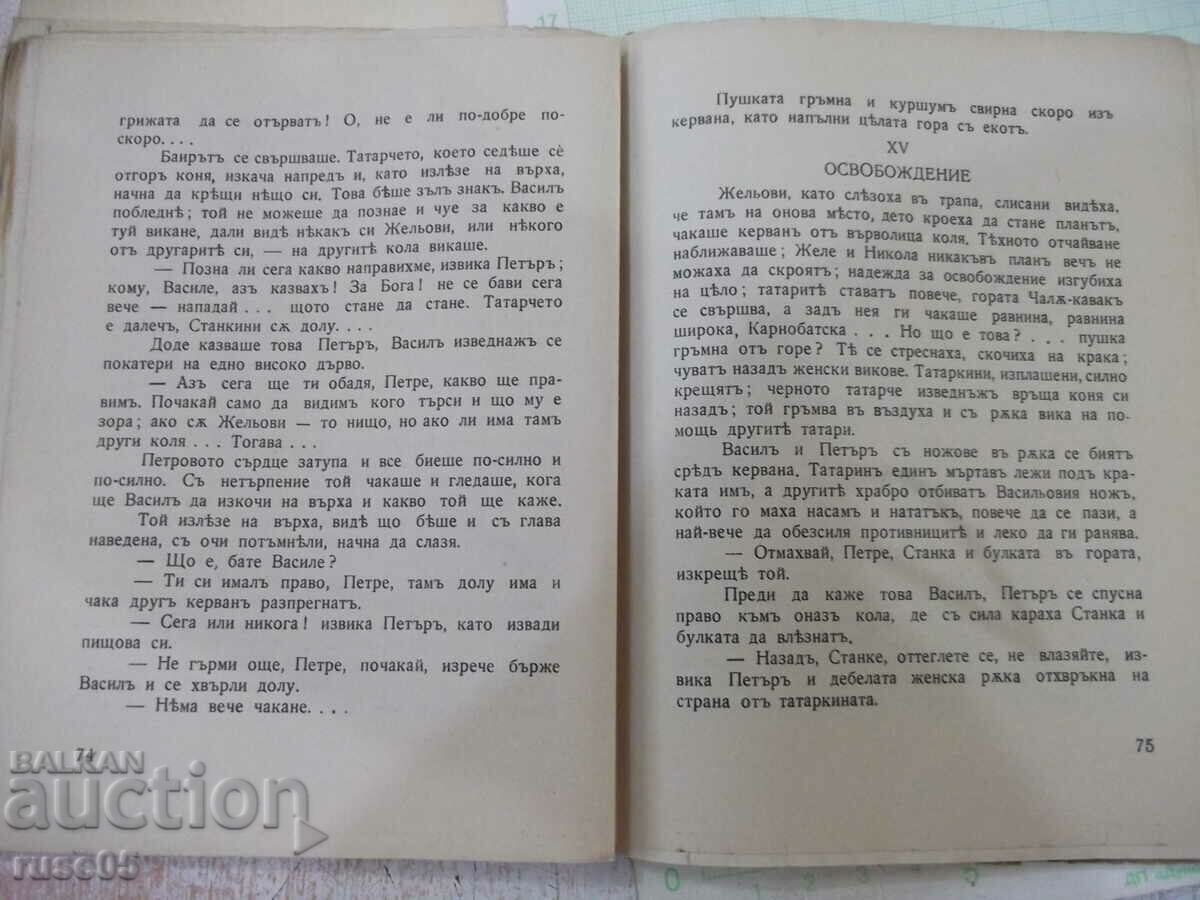 грижата да се отърватъ! О, не е ли по-добре по-
скоро. . . .
Баирътъ се свършваше. Татарчето, което седѣше сѐ
отгоръ коня, изкача напредъ и, като излѣзе на върха,
начна да крѣщи нѣщо си. Това бѣше зълъ знакъ. Василъ
побледнѣ; той не можеше да познае и чуе за какво е
туй викане, дали видѣ нѣкакъ си Жельови, или нѣкого
отъ другаритѣ си, — на другитѣ кола викаше.
— Позна ли сега какво направихме, извика Петъръ;
кому, Василе, азъ казвахъ! За Бога! не се бави сега
вече — нападай . . . щото стане да стане. Татарчето
е далечъ, Станкини сѫ долу. . . .
Доде казваше това Петъръ, Василъ изведнажъ се
покатери на едно високо дърво.
— Азъ сега ще ти обадя, Петре, какво ще пра-
вимъ. Почакай само да видимъ кого търси и що му е
зора; ако сѫ Жельови — то нищо, но ако ли има тамъ
други коля . . . Тогава . . .
Петровото сърдце затупа и все биеше по-силно и
по-силно. Съ нетърпение той чакаше и гледаше, кога
ще Василъ да изкочи на върха и какво той ще каже.
Той излѣзе на върха, видѣ що бѣше и съ глава
наведена, съ очи потъмнѣли, начна да слазя.
— Що е, бате Василе?
— Ти си ималъ право, Петре, тамъ долу има и
чака другъ керванъ разпрегнатъ.
— Сега или никога! извика Петъръ, като извади
пищова си.
— Не гърми още, Петре, почакай, изрече бърже
Василъ и се хвърли долу.
— Нѣма вече чакане. . . .
74
Пушката гръмна и куршумъ свирна скоро изъ
кервана, като напълни цѣлата гора съ екотъ.
XV
ОСВОБОЖДЕНИЕ
Жельови, като слѣзоха въ трапа, слисани видѣха,
че тамъ на онова мѣсто, дето кроеха да стане планътъ,
чакаше керванъ отъ върволица коля. Тѣхното отчайване
наближаваше; Желе и Никола никакъвъ планъ вечъ не
можаха да скроятъ; надежда за освобождение изгубиха
на цѣло; татаритѣ ставатъ повече, гората Чалѫ-кавакъ
се свършва, а задъ нея ги чакаше равнина, равнина
широка, Карнобатска . . . Но що е това? . . . пушка
гръмна отъ горе? Тѣ се стреснаха, скочиха на крака;
чуватъ назадъ женски викове. Татаркини, изплашени, силно
крещятъ; черното татарче изведнъжъ връща коня си
назадъ; той гръмва въ въздуха и съ рѫка вика на по-
мощь другитѣ татари.
Василъ и Петъръ съ ножове въ рѫка се биятъ
срѣдъ кервана. Татаринъ единъ мъртавъ лежи подъ кра-
ката имъ, а другитѣ храбро отбиватъ Васильовия ножъ,
който го маха насамъ и нататъкъ, повече да се пази, а
най-вече да обезсиля противницитѣ и леко да ги ранява.
— Отмахвай, Петре, Станка и булката въ гората,
изкрещѣ той.
Преди да каже това Василъ, Петъръ се спусна
право къмъ оназъ кола, де съ сила караха Станка и
булката да влѣзнатъ.
— Назадъ, Станке, оттеглете се, не влазяйте, из-
вика Петъръ и дебелата женска рѫка отхвръкна на
страна отъ татаркината.
75
BALKAN
auction
rusc05
17
0 1 2 3 4